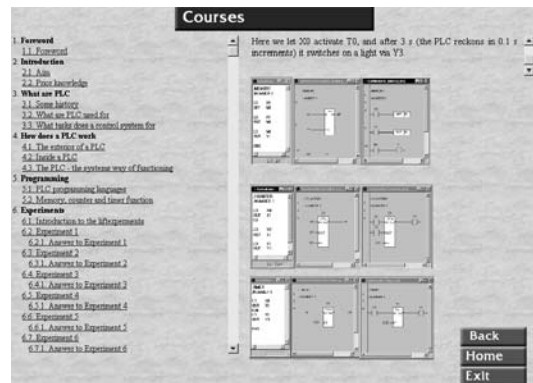 Courses
1. Foreword
1.1. Foreword
2. Introduction
2.1. Aim
2.2. Prior knowledge
3. What are PLC
3.1. Some history
3.2. What are PLC used for
3.3. What tasks does a control system for
4. How does a PLC work
4.1. The exterior of a PLC
4.2. Inside a PLC
4.3. The PLC - the systems way of functioning
5. Programming
5.1. PLC programming languages
5.2. Memory, counter and timer function
6. Experiments
6.1. Introduction to the liftexperiments
6.2. Experiment 1
6.2.1. Answer to Experiment 1
6.3. Experiment 2
6.3.1. Answer to Experiment 2
6.4. Experiment 3
6.4.1. Answer to Experiment 3
6.5. Experiment 4
6.5.1. Answer to Experiment 4
6.6. Experiment 5
6.6.1. Answer to Experiment 5
6.7. Experiment 6
6.7.1. Answer to Experiment 6
Here we let X0 activate T0, and after 3 s (the PLC reckons in 0.1 s
increments) it switches on a light via Y3.
Back
Home
Exit